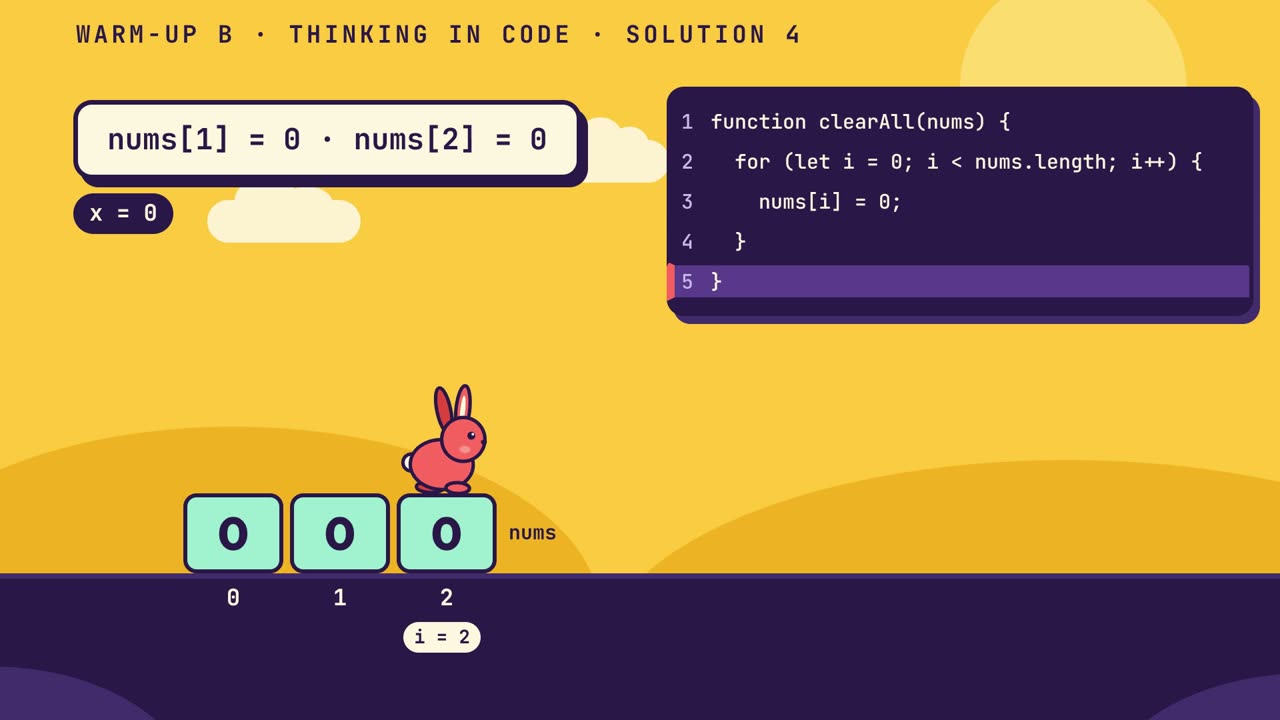 WARM-UP B · THINKING IN CODE · SOLUTION 4
nums[1] = 0 · nums[2] = 0
x = 0
1 function clearAll(nums) {
2 for (let i = 0; i < nums.length; i++) {
3 nums[i] = 0;
4 }
5 }
0 0 0 nums
0 1 2
i = 2